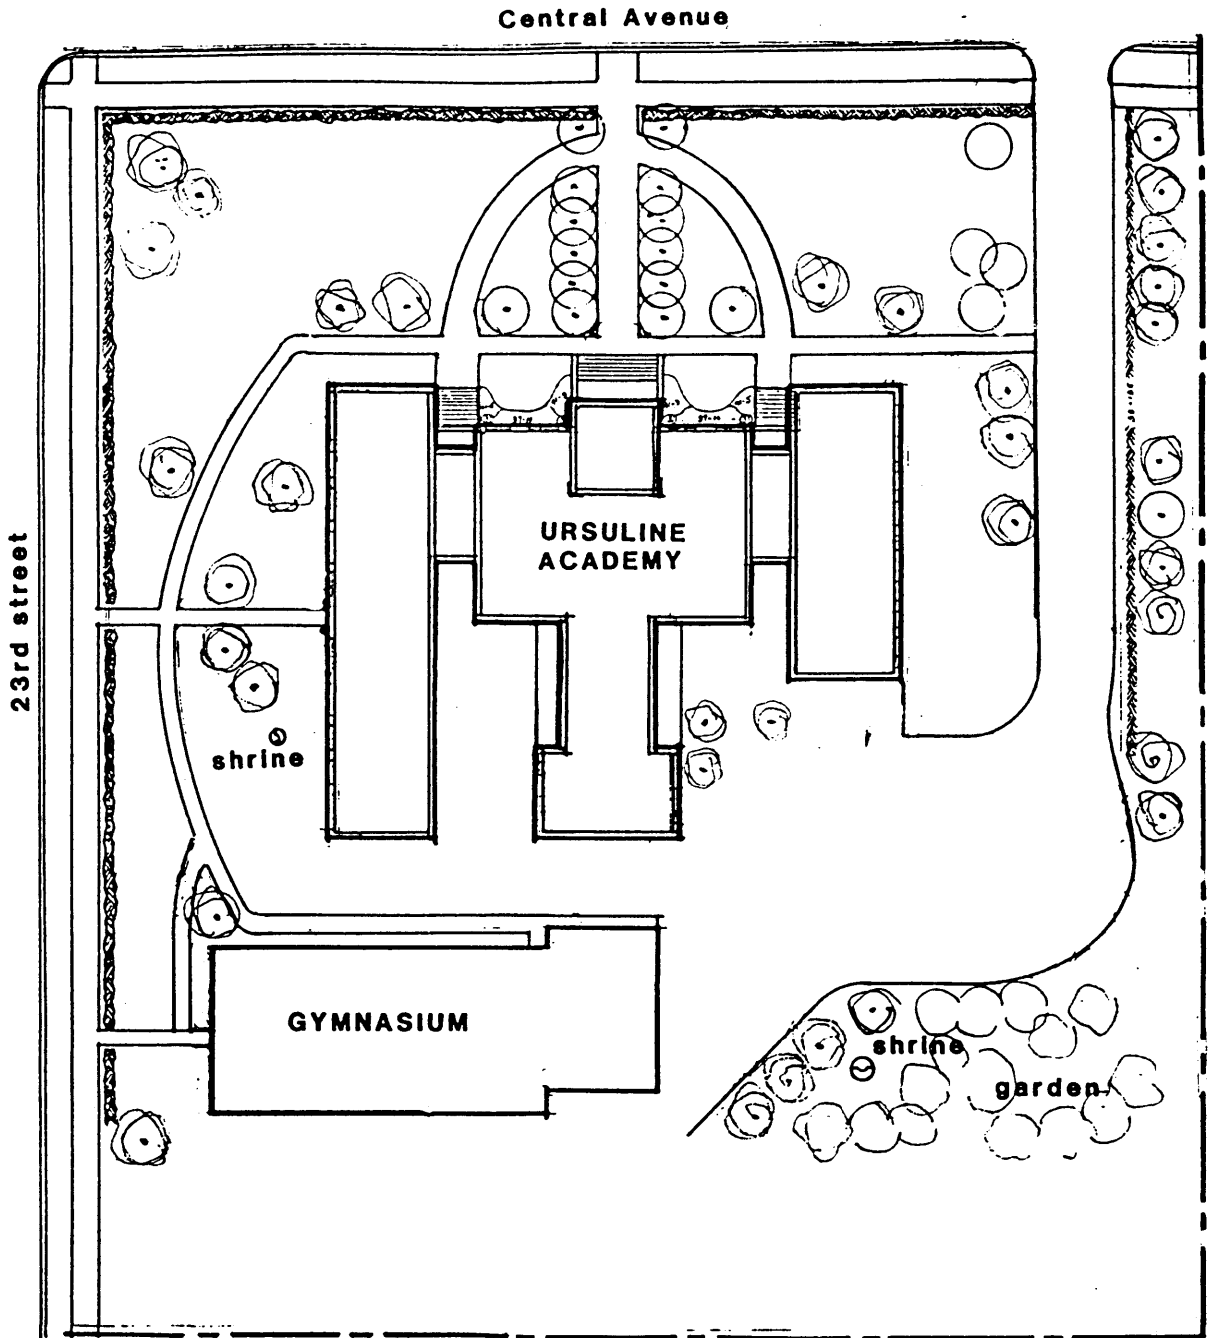 Central Avenue
URSULINE
ACADEMY
23rd street
shrine
GYMNASIUM
shrine
garden